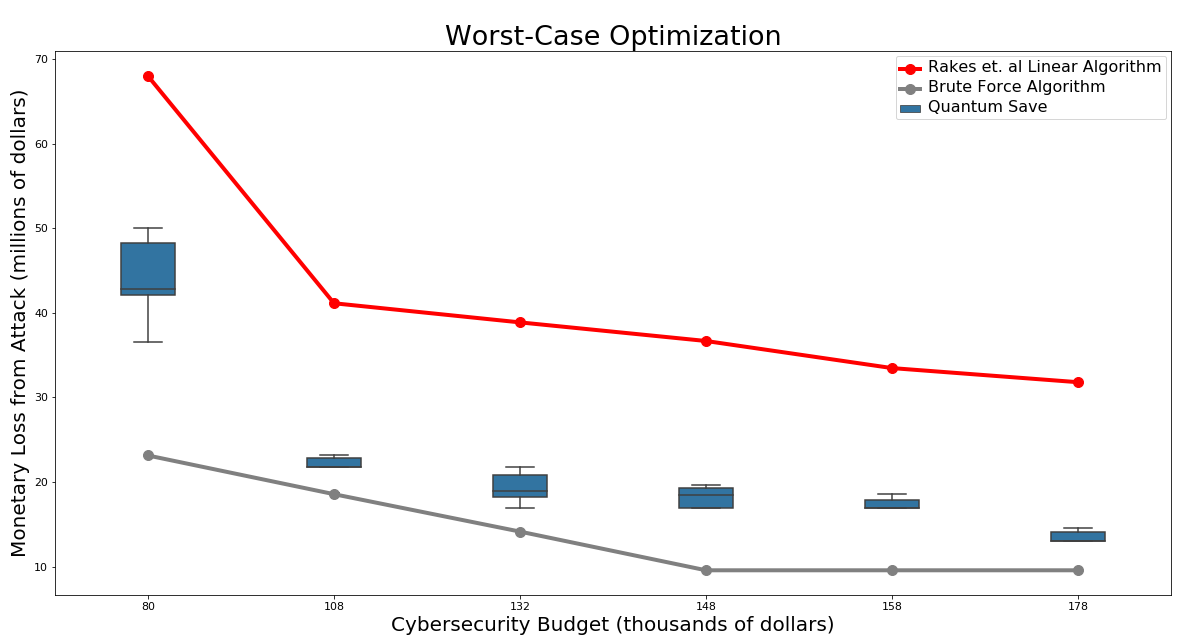 Worst-Case Optimization
Rakes et. al Linear Algorithm
Brute Force Algorithm
Quantum Save
Monetary Loss from Attack (millions of dollars)
70
60
50
40
30
20
10
80 108 132 148 158 178
Cybersecurity Budget (thousands of dollars)